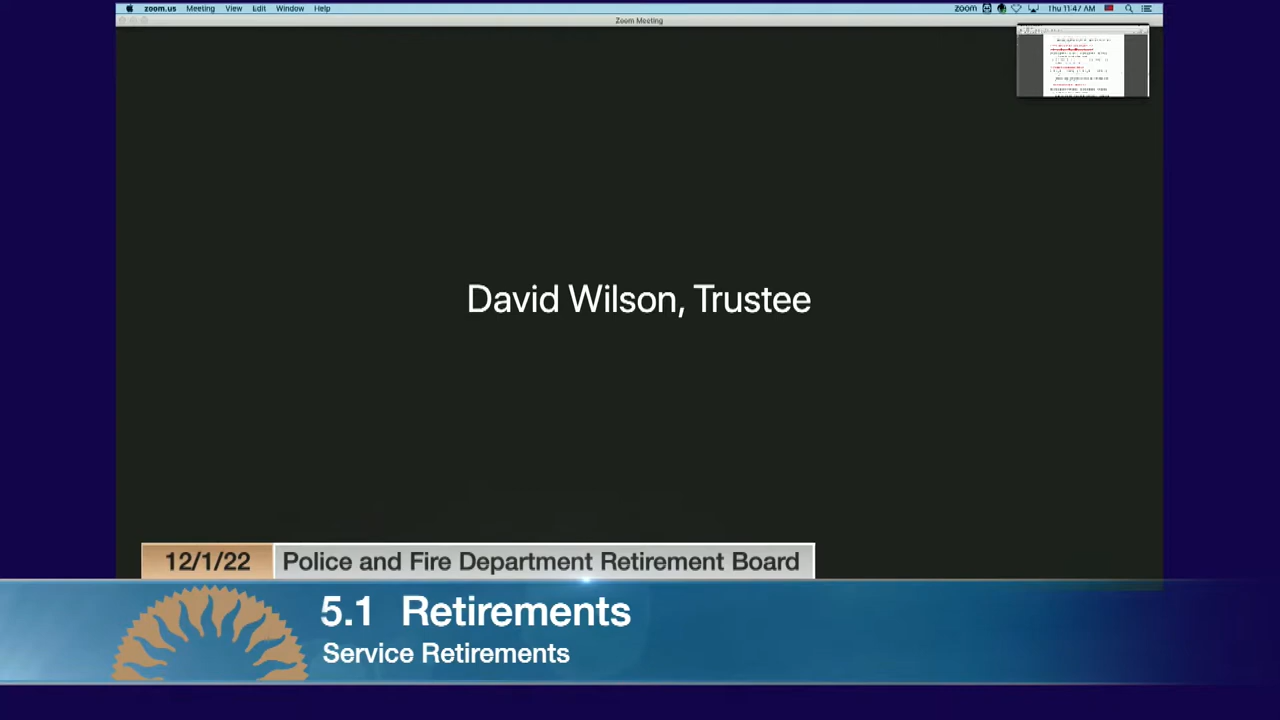 zoom.us Meeting View Edit Window Help zoom Thu 11:47 AM
Zoom Meeting
David Wilson, Trustee
12/1/22 Police and Fire Department Retirement Board
5.1 Retirements
Service Retirements